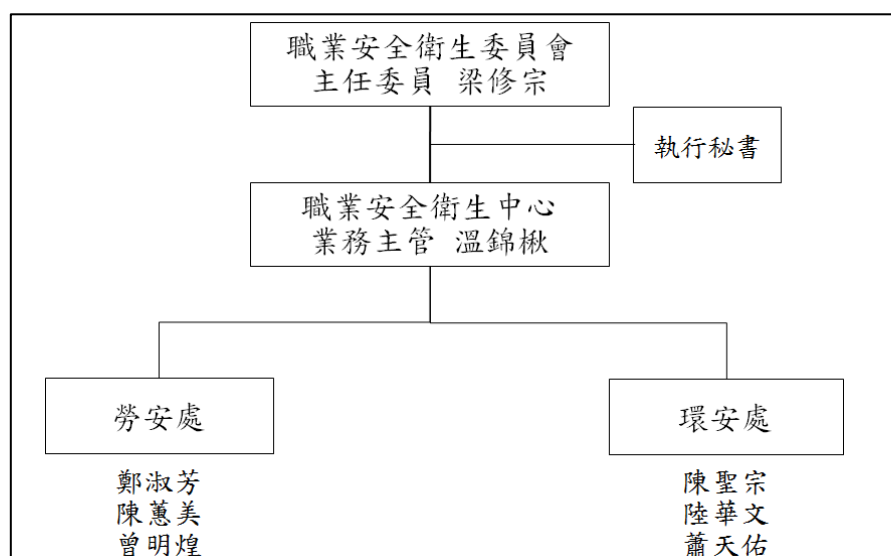 職業安全衛生委員會
主任委員 梁修宗
執行秘書
職業安全衛生中心
業務主管 溫錦楸
勞安處
環安處
鄭淑芳
陳蕙美
曾明煌
陳聖宗
陸華文
蕭天佑